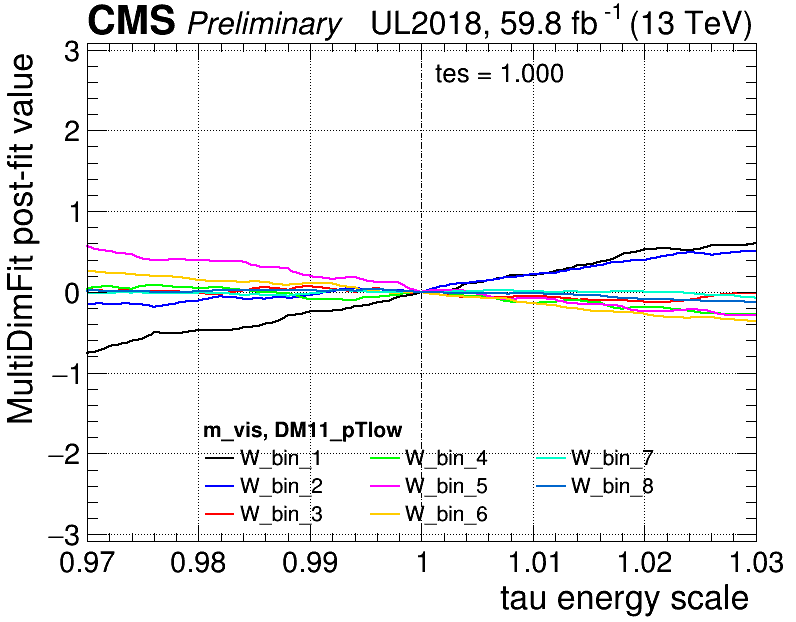 CMS Preliminary UL2018, 59.8 fb⁻¹ (13 TeV)
MultiDimFit post-fit value
3
2
1
0
−1
−2
−3
tes = 1.000
m_vis, DM11_pTlow
W_bin_1 W_bin_4 W_bin_7
W_bin_2 W_bin_5 W_bin_8
W_bin_3 W_bin_6
0.97 0.98 0.99 1 1.01 1.02 1.03
tau energy scale